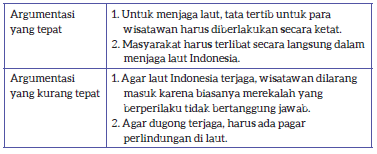 Argumentasi yang tepat
1. Untuk menjaga laut, tata tertib untuk para
wisatawan harus diberlakukan secara ketat.
2. Masyarakat harus terlibat secara langsung dalam
menjaga laut Indonesia.
Argumentasi
yang kurang tepat
1. Agar laut Indonesia terjaga, wisatawan dilarang
masuk karena biasanya merekalah yang
berperilaku tidak bertanggung jawab.
2. Agar dugong terjaga, harus ada pagar
perlindungan di laut.